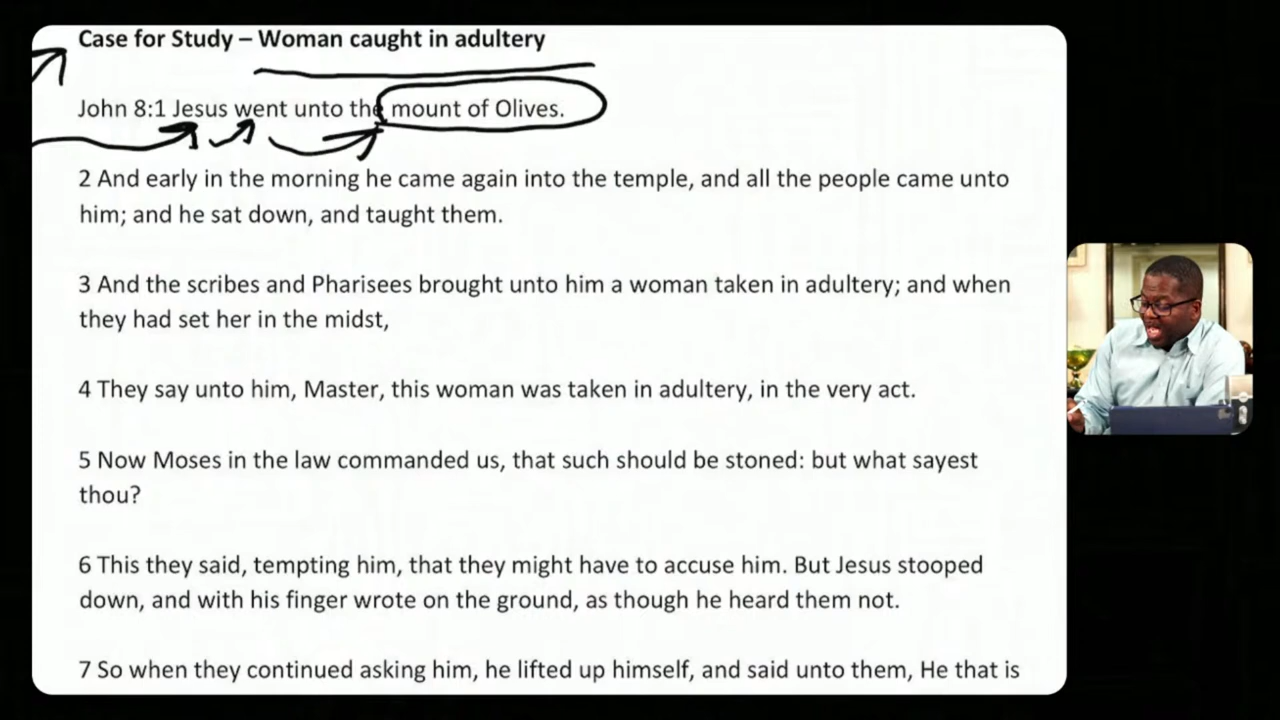 Case for Study – Woman caught in adultery
John 8:1 Jesus went unto the mount of Olives.
2 And early in the morning he came again into the temple, and all the people came unto
him; and he sat down, and taught them.
3 And the scribes and Pharisees brought unto him a woman taken in adultery; and when
they had set her in the midst,
4 They say unto him, Master, this woman was taken in adultery, in the very act.
5 Now Moses in the law commanded us, that such should be stoned: but what sayest
thou?
6 This they said, tempting him, that they might have to accuse him. But Jesus stooped
down, and with his finger wrote on the ground, as though he heard them not.
7 So when they continued asking him, he lifted up himself, and said unto them, He that is